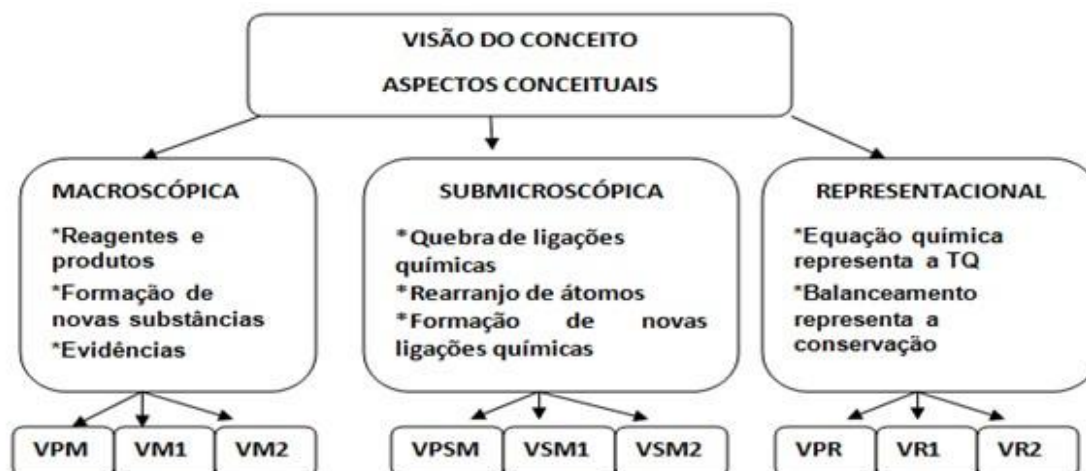 VISÃO DO CONCEITO
ASPECTOS CONCEITUAIS
MACROSCÓPICA
*Reagentes e
produtos
*Formação de
novas substâncias
*Evidências
SUBMICROSCÓPICA
*Quebra de ligações
químicas
*Rearranjo de átomos
*Formação de novas
ligações químicas
REPRESENTACIONAL
*Equação química
representa a TQ
*Balanceamento
representa a
conservação
VPM VM1 VM2 VPSM VSM1 VSM2 VPR VR1 VR2